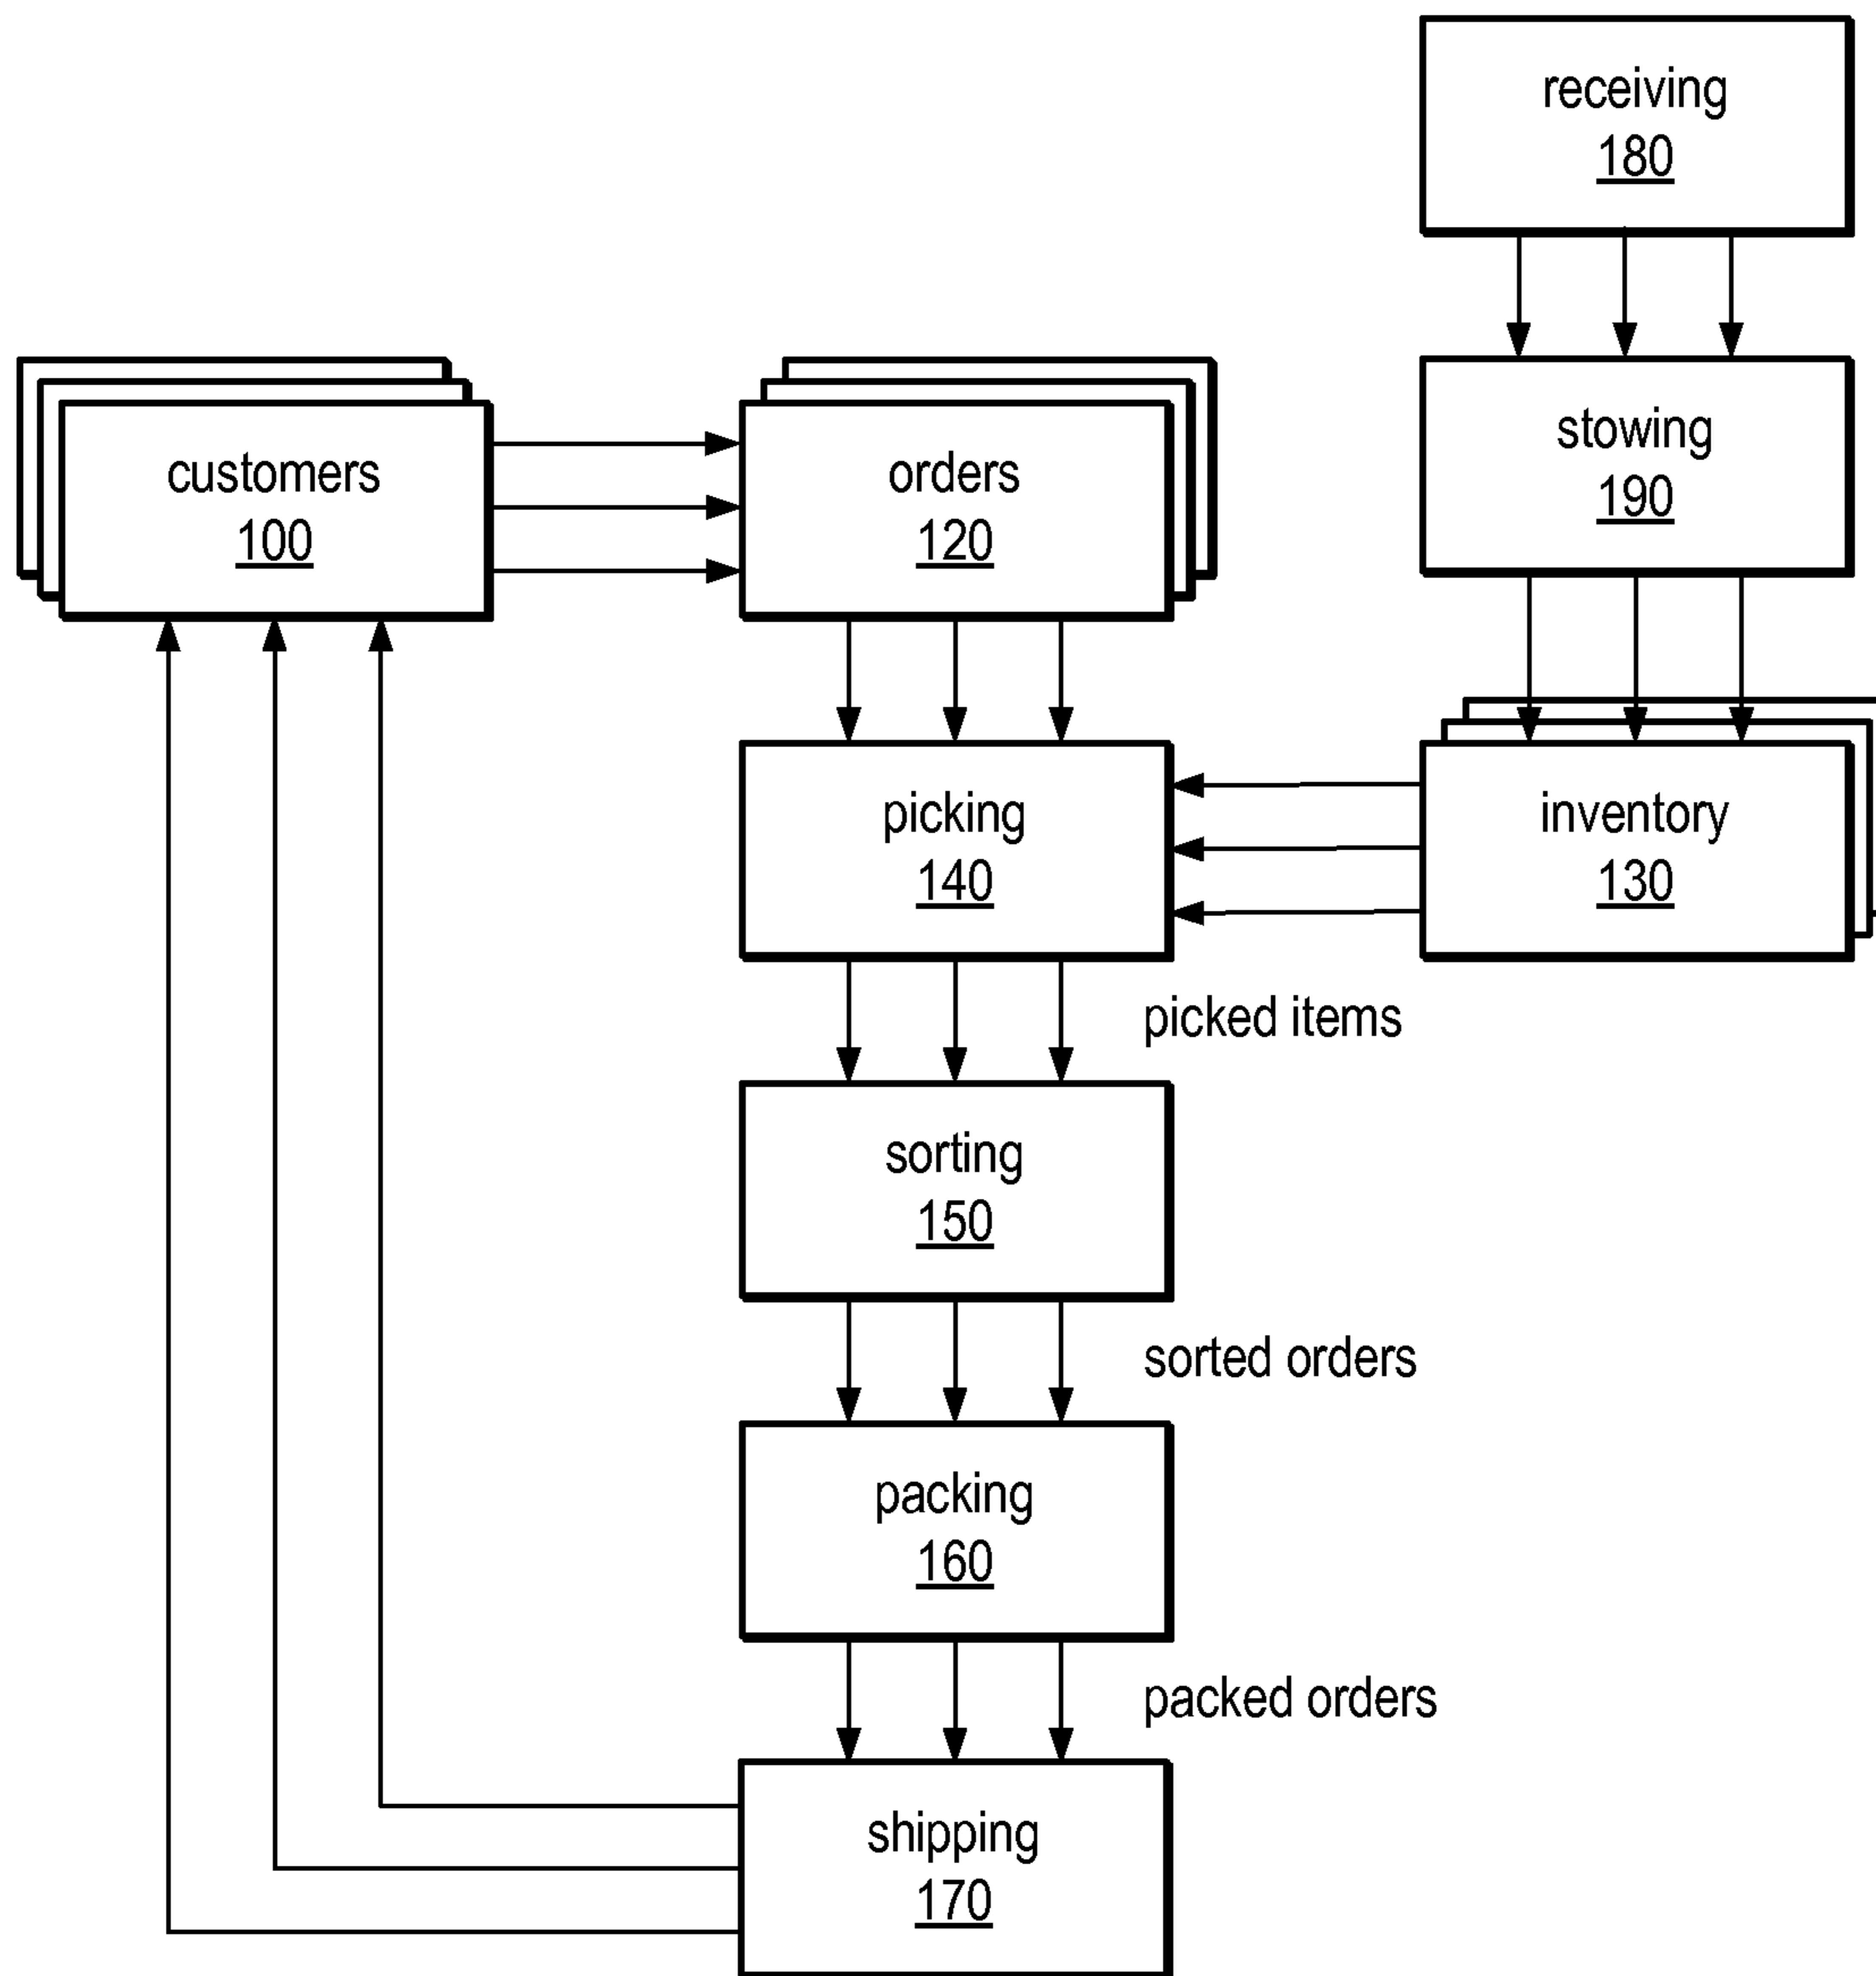 receiving
180
customers
100
orders
120
stowing
190
picking
140
inventory
130
picked items
sorting
150
sorted orders
packing
160
packed orders
shipping
170